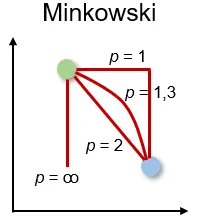 Minkowski
p = 1
p = 1,3
p = 2
p = ∞